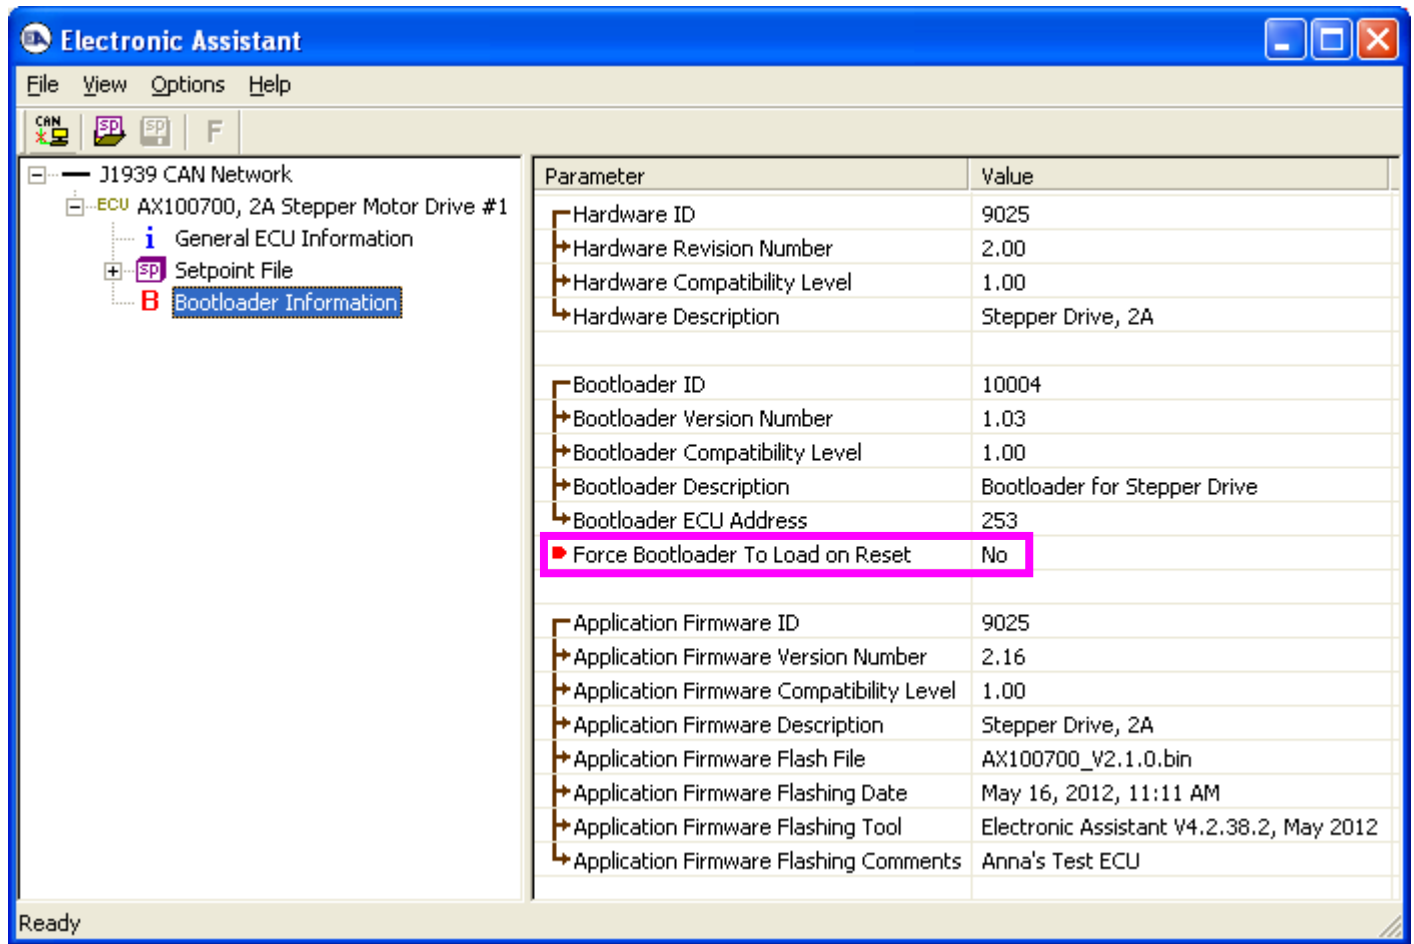 Electronic Assistant
File View Options Help
CAN SP SP F
J1939 CAN Network
ECU AX100700, 2A Stepper Motor Drive #1
i General ECU Information
SP Setpoint File
B Bootloader Information
Parameter Value
Hardware ID 9025
Hardware Revision Number 2.00
Hardware Compatibility Level 1.00
Hardware Description Stepper Drive, 2A
Bootloader ID 10004
Bootloader Version Number 1.03
Bootloader Compatibility Level 1.00
Bootloader Description Bootloader for Stepper Drive
Bootloader ECU Address 253
Force Bootloader To Load on Reset No
Application Firmware ID 9025
Application Firmware Version Number 2.16
Application Firmware Compatibility Level 1.00
Application Firmware Description Stepper Drive, 2A
Application Firmware Flash File AX100700_V2.1.0.bin
Application Firmware Flashing Date May 16, 2012, 11:11 AM
Application Firmware Flashing Tool Electronic Assistant V4.2.38.2, May 2012
Application Firmware Flashing Comments Anna's Test ECU
Ready